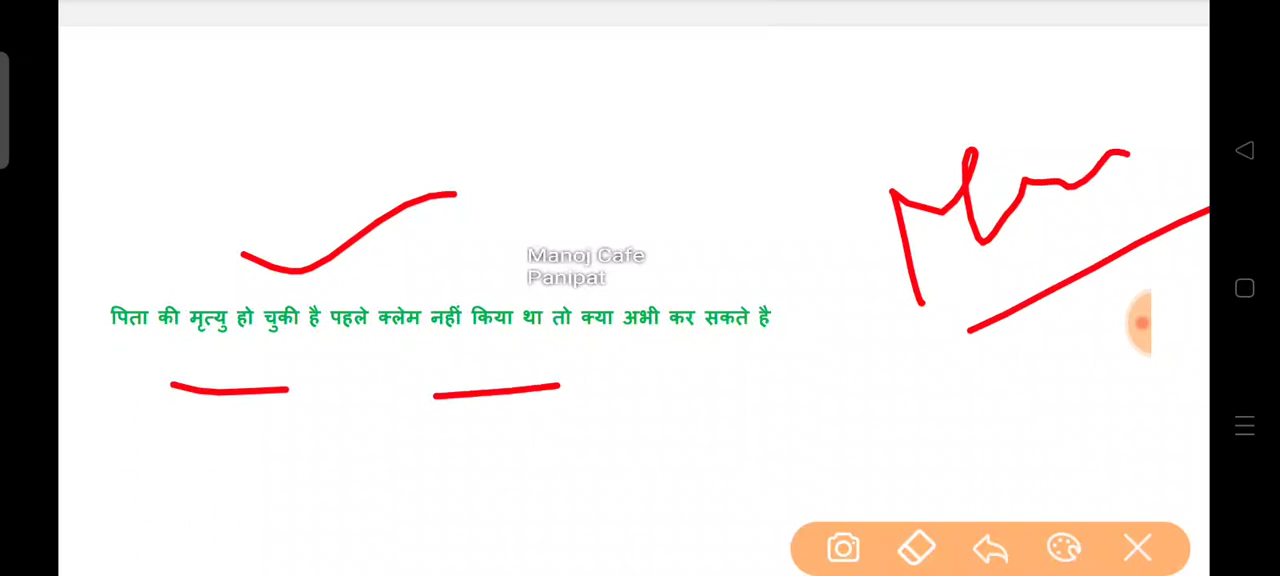 Manoj Cafe
Panipat
पिता की मृत्यु हो चुकी है पहले क्लेम नहीं किया था तो क्या अभी कर सकते है